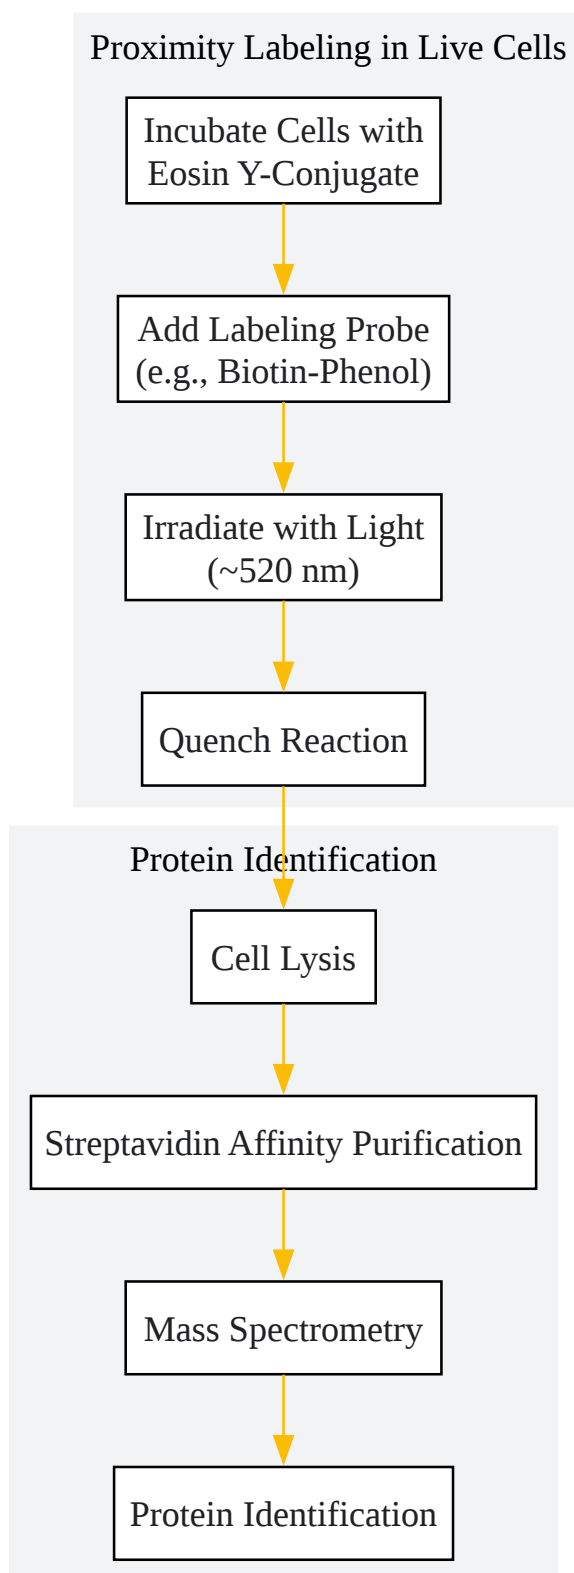 Proximity Labeling in Live Cells
Incubate Cells with
Eosin Y-Conjugate
Add Labeling Probe
(e.g., Biotin-Phenol)
Irradiate with Light
(~520 nm)
Quench Reaction
Protein Identification
Cell Lysis
Streptavidin Affinity Purification
Mass Spectrometry
Protein Identification